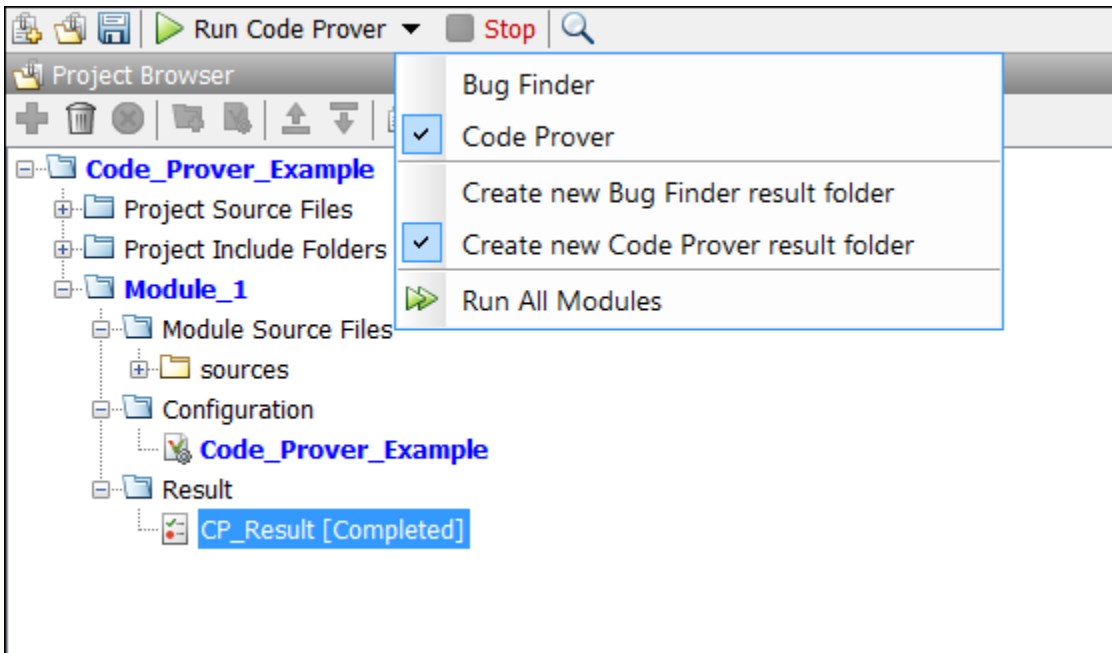 Run Code Prover Stop
Project Browser
Bug Finder
Code Prover
Create new Bug Finder result folder
Create new Code Prover result folder
Run All Modules
Code_Prover_Example
Project Source Files
Project Include Folders
Module_1
Module Source Files
sources
Configuration
Code_Prover_Example
Result
CP_Result [Completed]